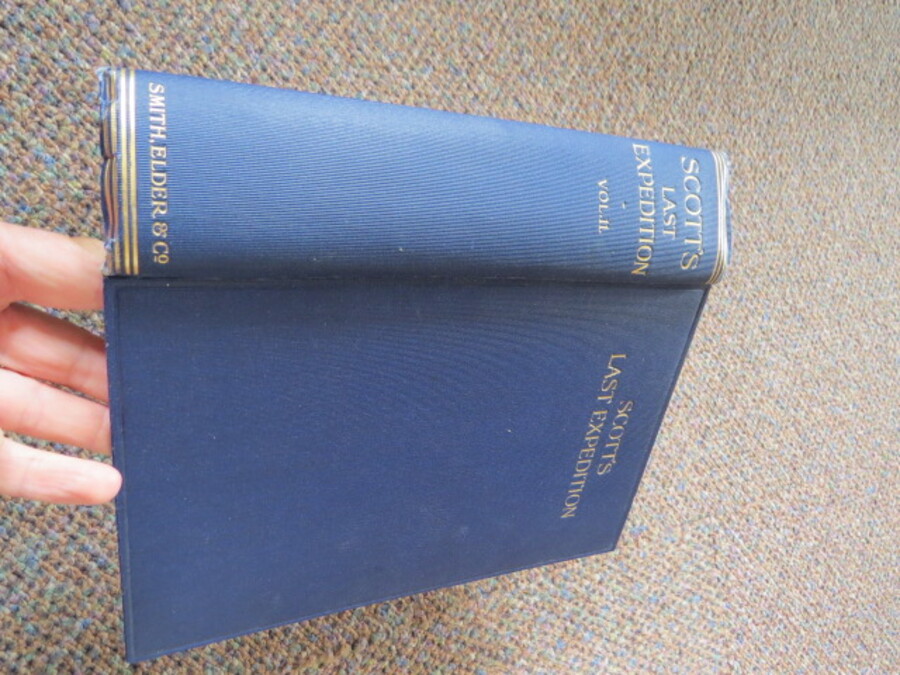 SCOTT'S
LAST
EXPEDITION
VOL. II.
SMITH, ELDER & Cº
SCOTT'S
LAST EXPEDITION